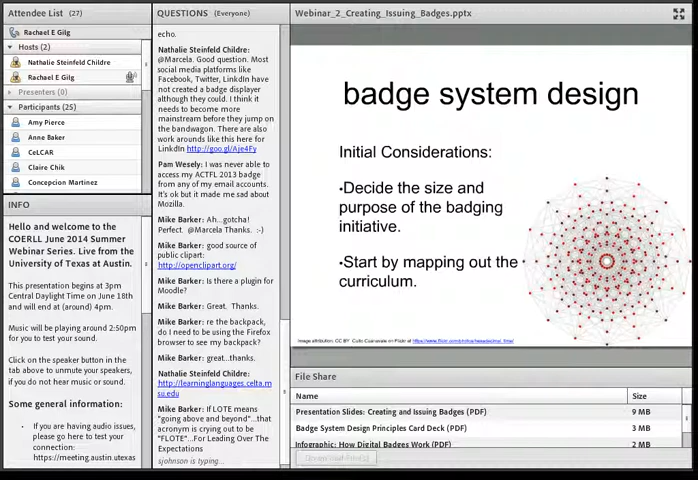 Attendee List (27)
Rachael E Gilg
Hosts (2)
Nathalie Steinfeld Childre
Rachael E Gilg
Presenters (0)
Participants (25)
Amy Pierce
Anne Baker
CeLCAR
Claire Chik
Concepcion Martinez
INFO
Hello and welcome to the
COERLL June 2014 Summer
Webinar Series. Live from the
University of Texas at Austin.
This presentation begins at 3pm
Central Daylight Time on June 18th
and will end at (around) 4pm.
Music will be playing around 2:50pm
for you to test your sound.
Click on the speaker button in the
tab above to unmute your speakers,
if you do not hear music or sound.
Some general information:
• If you are having audio issues,
please go here to test your
connection:
https://meeting.austin.utexas
QUESTIONS (Everyone)
echo.
Nathalie Steinfeld Childre:
@Marcela. Good question. Most
social media platforms like
Facebook, Twitter, LinkdIn have
not created a badge displayer
although they could. I think it
needs to become more
mainstream before they jump on
the bandwagon. There are also
work arounds like this here for
LinkdIn http://goo.gl/Aje4Fy
Pam Wesely: I was never able to
access my ACTFL 2013 badge
from any of my email accounts.
It's ok but it made me sad about
Mozilla.
Mike Barker: Ah...gotcha!
Perfect. @Marcela Thanks. :-)
Mike Barker: good source of
public clipart:
http://openclipart.org/
Mike Barker: Is there a plugin for
Moodle?
Mike Barker: Great. Thanks.
Mike Barker: re the backpack,
do I need to be using the Firefox
browser to see my backpack?
Mike Barker: great...thanks.
Nathalie Steinfeld Childre:
http://learninglanguages.celta.m
su.edu
Mike Barker: If LOTE means
"going above and beyond"...that
acronym is crying out to be
"FLOTE"...For Leading Over The
Expectations
sjohnson is typing...
Webinar_2_Creating_Issuing_Badges.pptx
badge system design
Initial Considerations:
•Decide the size and
purpose of the badging
initiative.
•Start by mapping out the
curriculum.
File Share
Name Size
Presentation Slides: Creating and Issuing Badges (PDF) 9 MB
Badge System Design Principles Card Deck (PDF) 3 MB
Infographic: How Digital Badges Work (PDF) 2 MB
Download File(s)